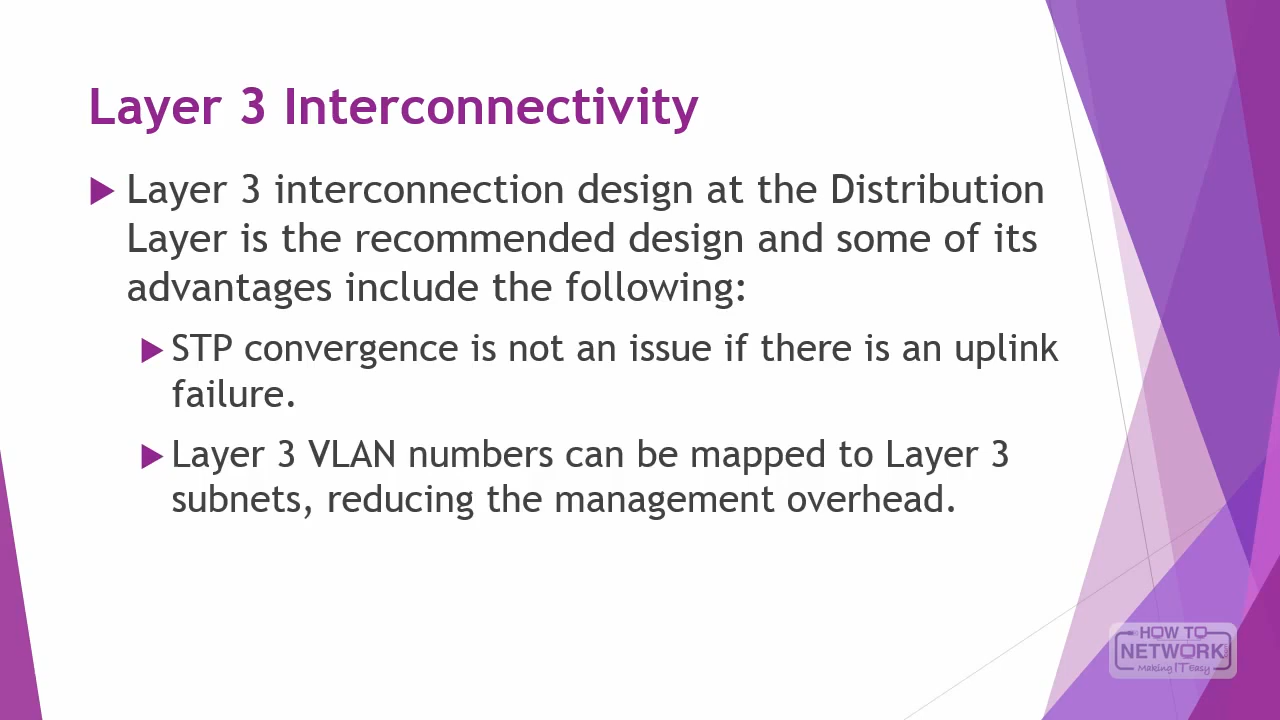 Layer 3 Interconnectivity
Layer 3 interconnection design at the Distribution
Layer is the recommended design and some of its
advantages include the following:
STP convergence is not an issue if there is an uplink
failure.
Layer 3 VLAN numbers can be mapped to Layer 3
subnets, reducing the management overhead.
HOW TO
NETWORK
Making IT Easy